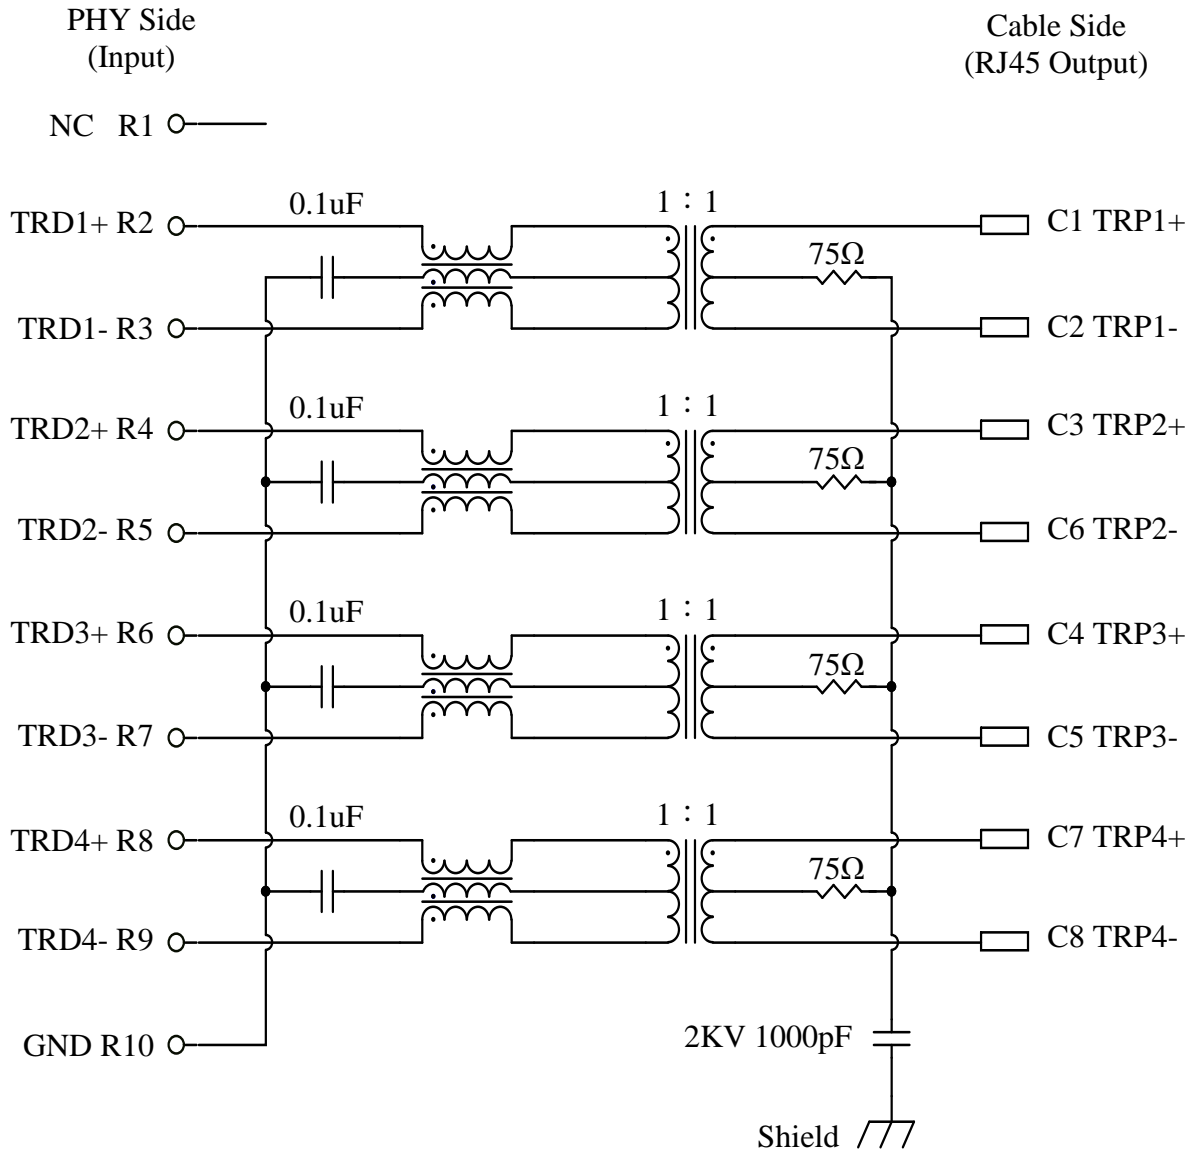 PHY Side
(Input)
Cable Side
(RJ45 Output)
NC R1
0.1uF
1 : 1
TRD1+ R2
C1 TRP1+
75Ω
TRD1- R3
C2 TRP1-
0.1uF
1 : 1
TRD2+ R4
C3 TRP2+
75Ω
TRD2- R5
C6 TRP2-
0.1uF
1 : 1
TRD3+ R6
C4 TRP3+
75Ω
TRD3- R7
C5 TRP3-
0.1uF
1 : 1
TRD4+ R8
C7 TRP4+
75Ω
TRD4- R9
C8 TRP4-
GND R10
2KV 1000pF
Shield